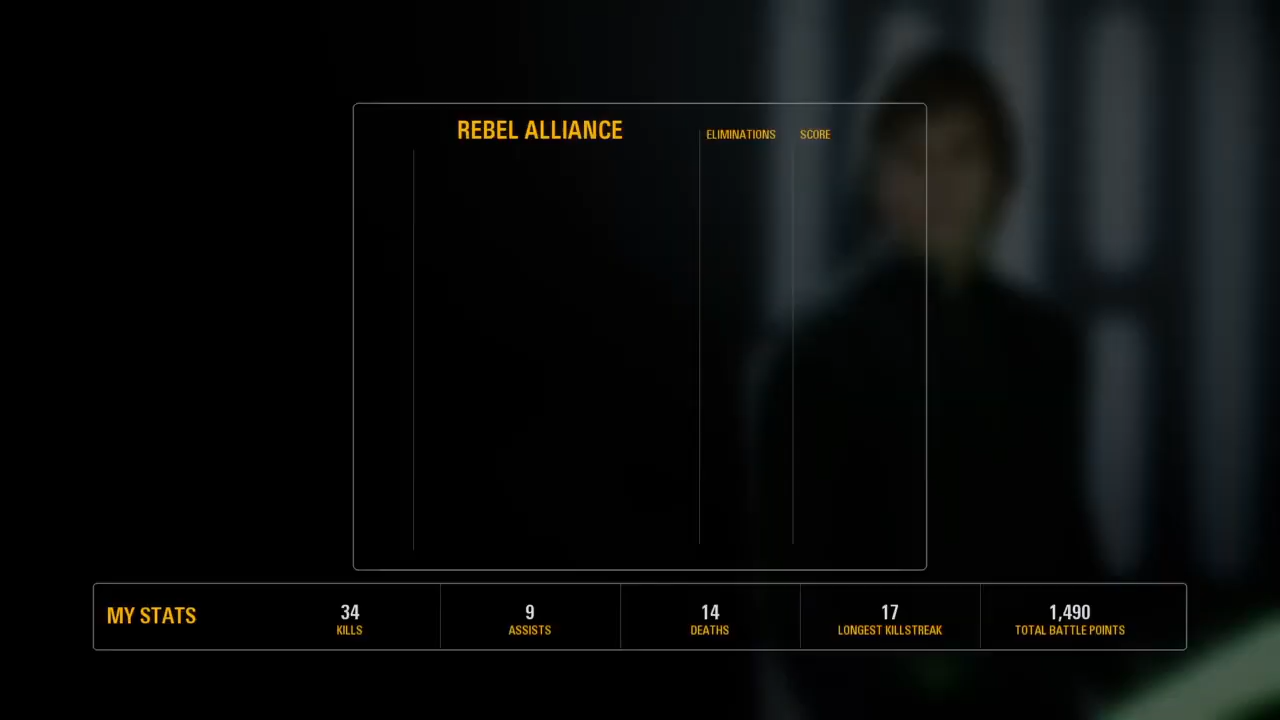 REBEL ALLIANCE ELIMINATIONS SCORE
MY STATS
34 9 14 17 1,490
KILLS ASSISTS DEATHS LONGEST KILLSTREAK TOTAL BATTLE POINTS